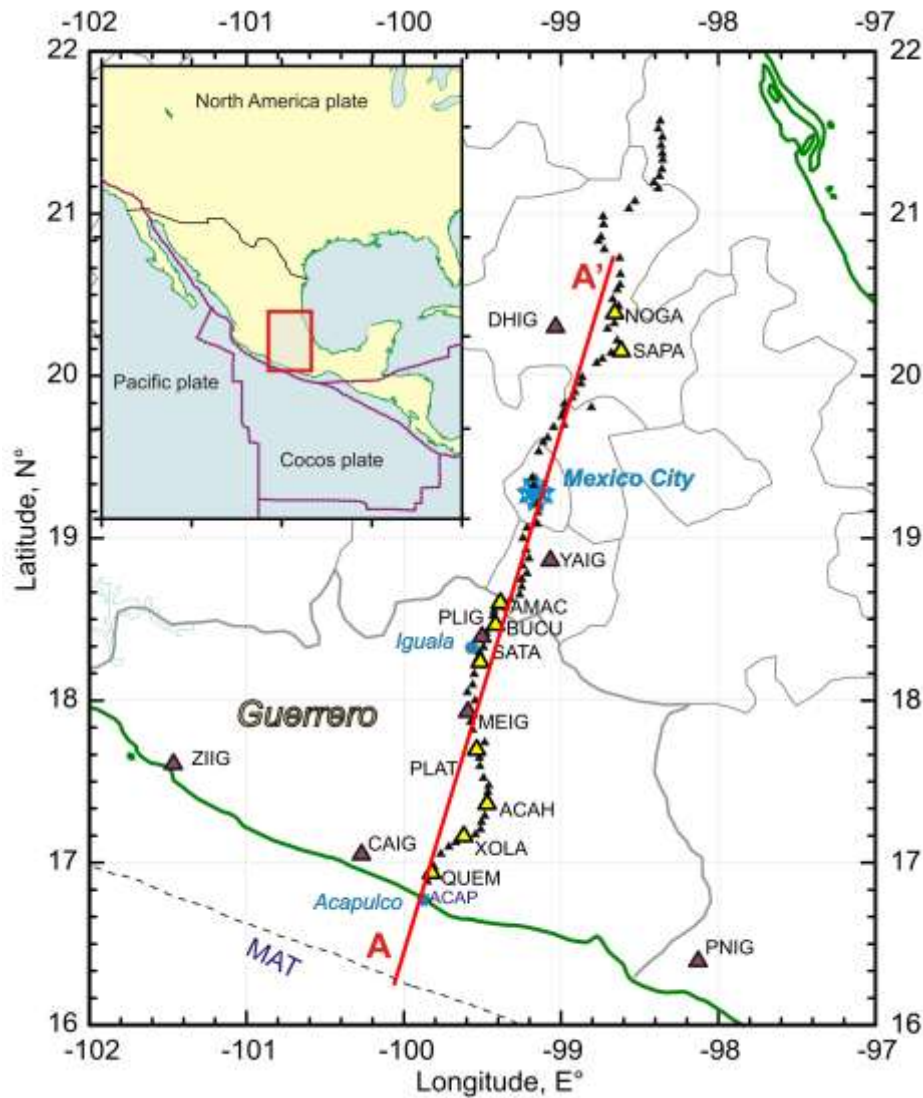 -102 -101 -100 -99 -98 -97
22 22
North America plate
21 21
A'
DHIG NOGA
SAPA
20 20
Pacific plate
Cocos plate
Mexico City
19 19
YAIG
AMAC
PLIG BUCU
Iguala
SATA
18 18
Guerrero
MEIG
ZIIG
PLAT
ACAH
CAIG XOLA
17 17
QUEM
Acapulco ACAP
A
MAT
PNIG
16 16
-102 -101 -100 -99 -98 -97
Longitude, E°
Latitude, N°